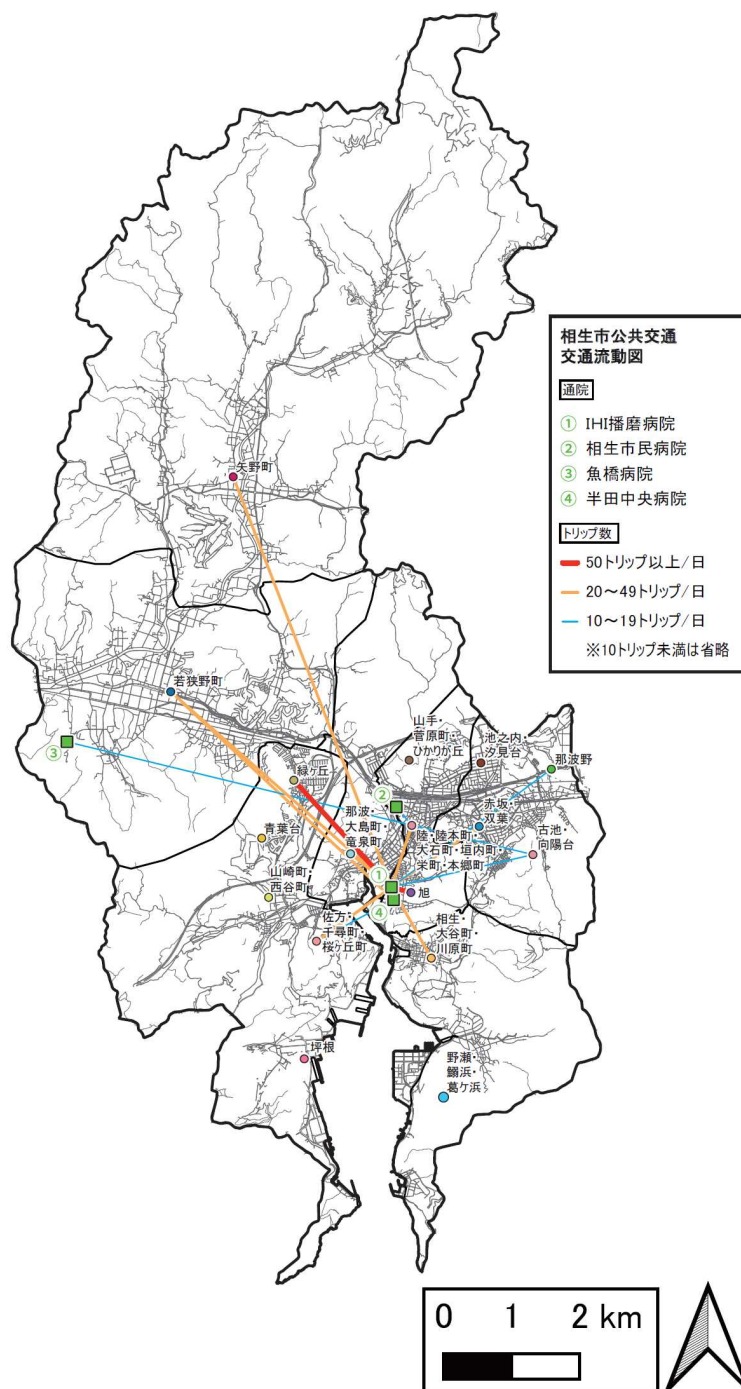 相生市公共交通
交通流動図
通院
① IHI播磨病院
② 相生市民病院
③ 魚橋病院
④ 半田中央病院
トリップ数
50トリップ以上/日
20～49トリップ/日
10～19トリップ/日
※10トリップ未満は省略
矢野町
若狭野町
③
山手・
菅原町・
ひかりが丘
池之内・
汐見台
那波野
緑ヶ丘
②
那波・
大島町・
竜泉町
赤坂・
双葉
青葉台
陸・陸本町・
大石町・垣内町・
栄町・本郷町
古池・
向陽台
山崎町・
西谷町
①
旭
④
佐方・
千尋町・
桜ヶ丘町
相生・
大谷町・
川原町
坪根
野瀬・
鰯浜・
葛ケ浜
0 1 2 km